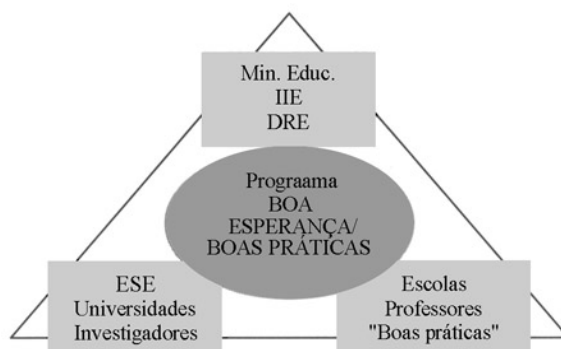 Min. Educ.
IIE
DRE
Prograama
BOA
ESPERANÇA/
BOAS PRÁTICAS
ESE
Universidades
Investigadores
Escolas
Professores
"Boas práticas"